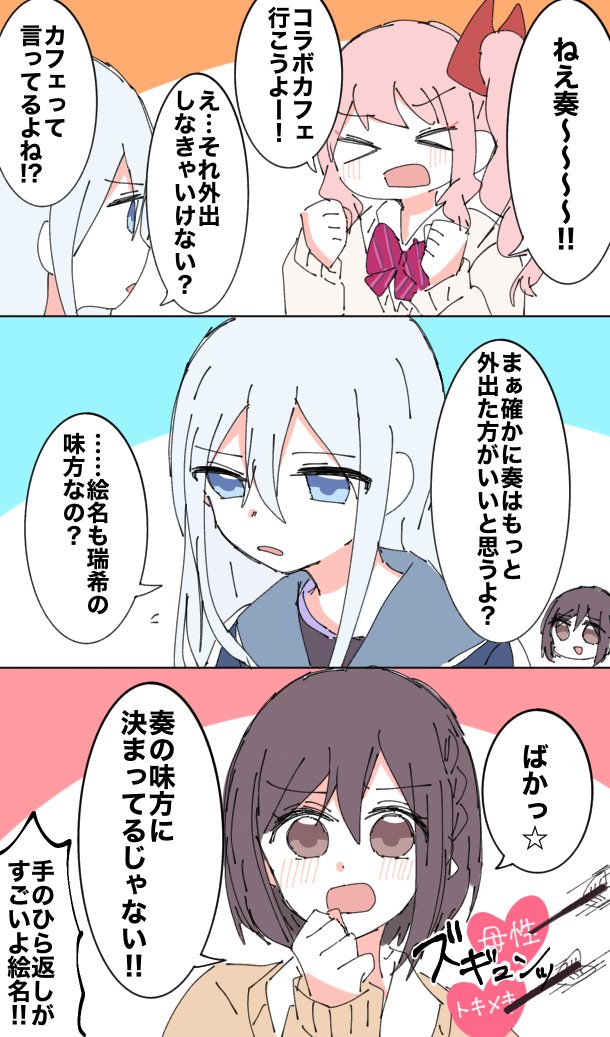 ねえ奏〜〜〜〜〜!!
コラボカフェ
行こうよー!
え…それ外出
しなきゃいけない?
カフェって
言ってるよね!?
まぁ確かに奏はもっと
外出た方がいいと思うよ?
……絵名も瑞希の
味方なの?
ばかっ☆
奏の味方に
決まってるじゃない!!
母性
トキメキ
ズギュンッ
手のひら返しが
すごいよ絵名!!